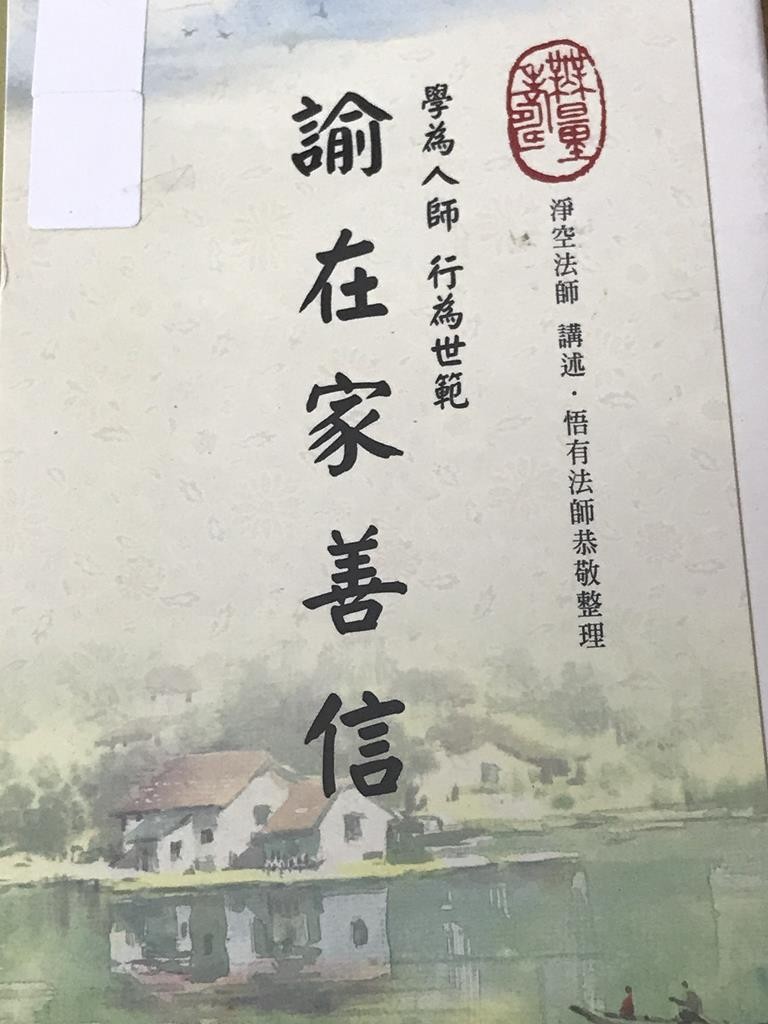 淨空法師 講述・悟有法師恭敬整理
學為人師 行為世範
諭在家善信